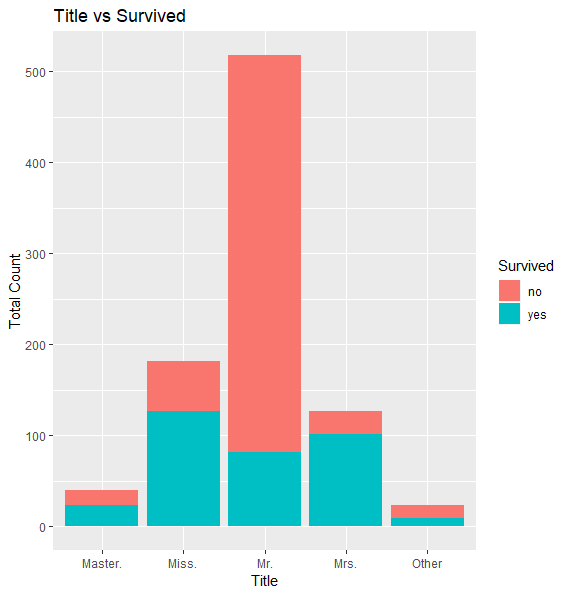 Title vs Survived
500
400
300
200
100
0
Total Count
Master.
Miss.
Mr.
Mrs.
Other
Title
Survived
no
yes